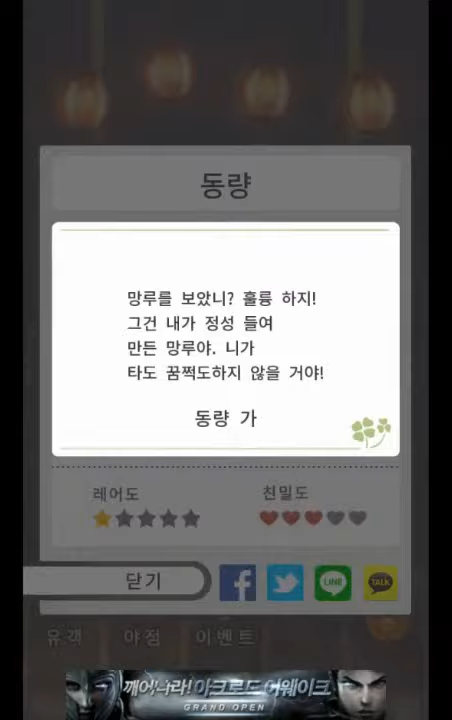 동량
망루를 보았니? 훌륭 하지!
그건 내가 정성 들여
만든 망루야. 니가
타도 꿈쩍도하지 않을 거야!
동량 가
레어도
친밀도
닫기
f
LINE
TALK
유객
야점
이벤트
깨어나라! 아크로드 어웨이크
GRAND OPEN